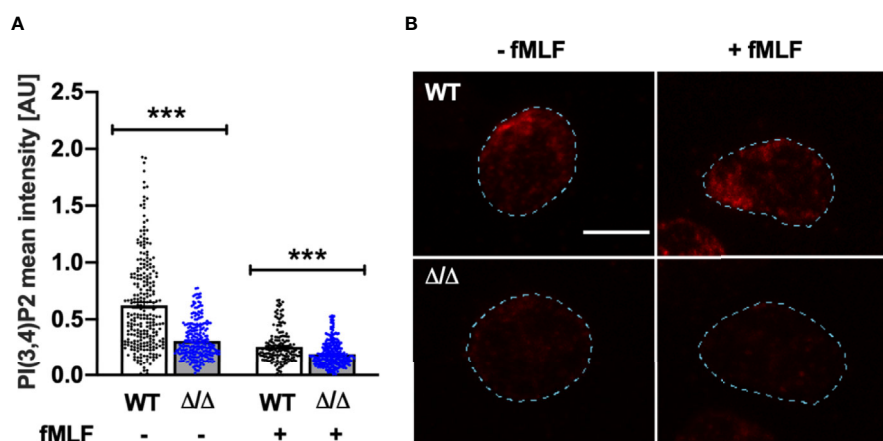 A
PI(3,4)P2 mean intensity [AU]
2.5
2.0
1.5
1.0
0.5
0.0
***
***
WT Δ/Δ WT Δ/Δ
fMLF - - + +
B
- fMLF + fMLF
WT
Δ/Δ